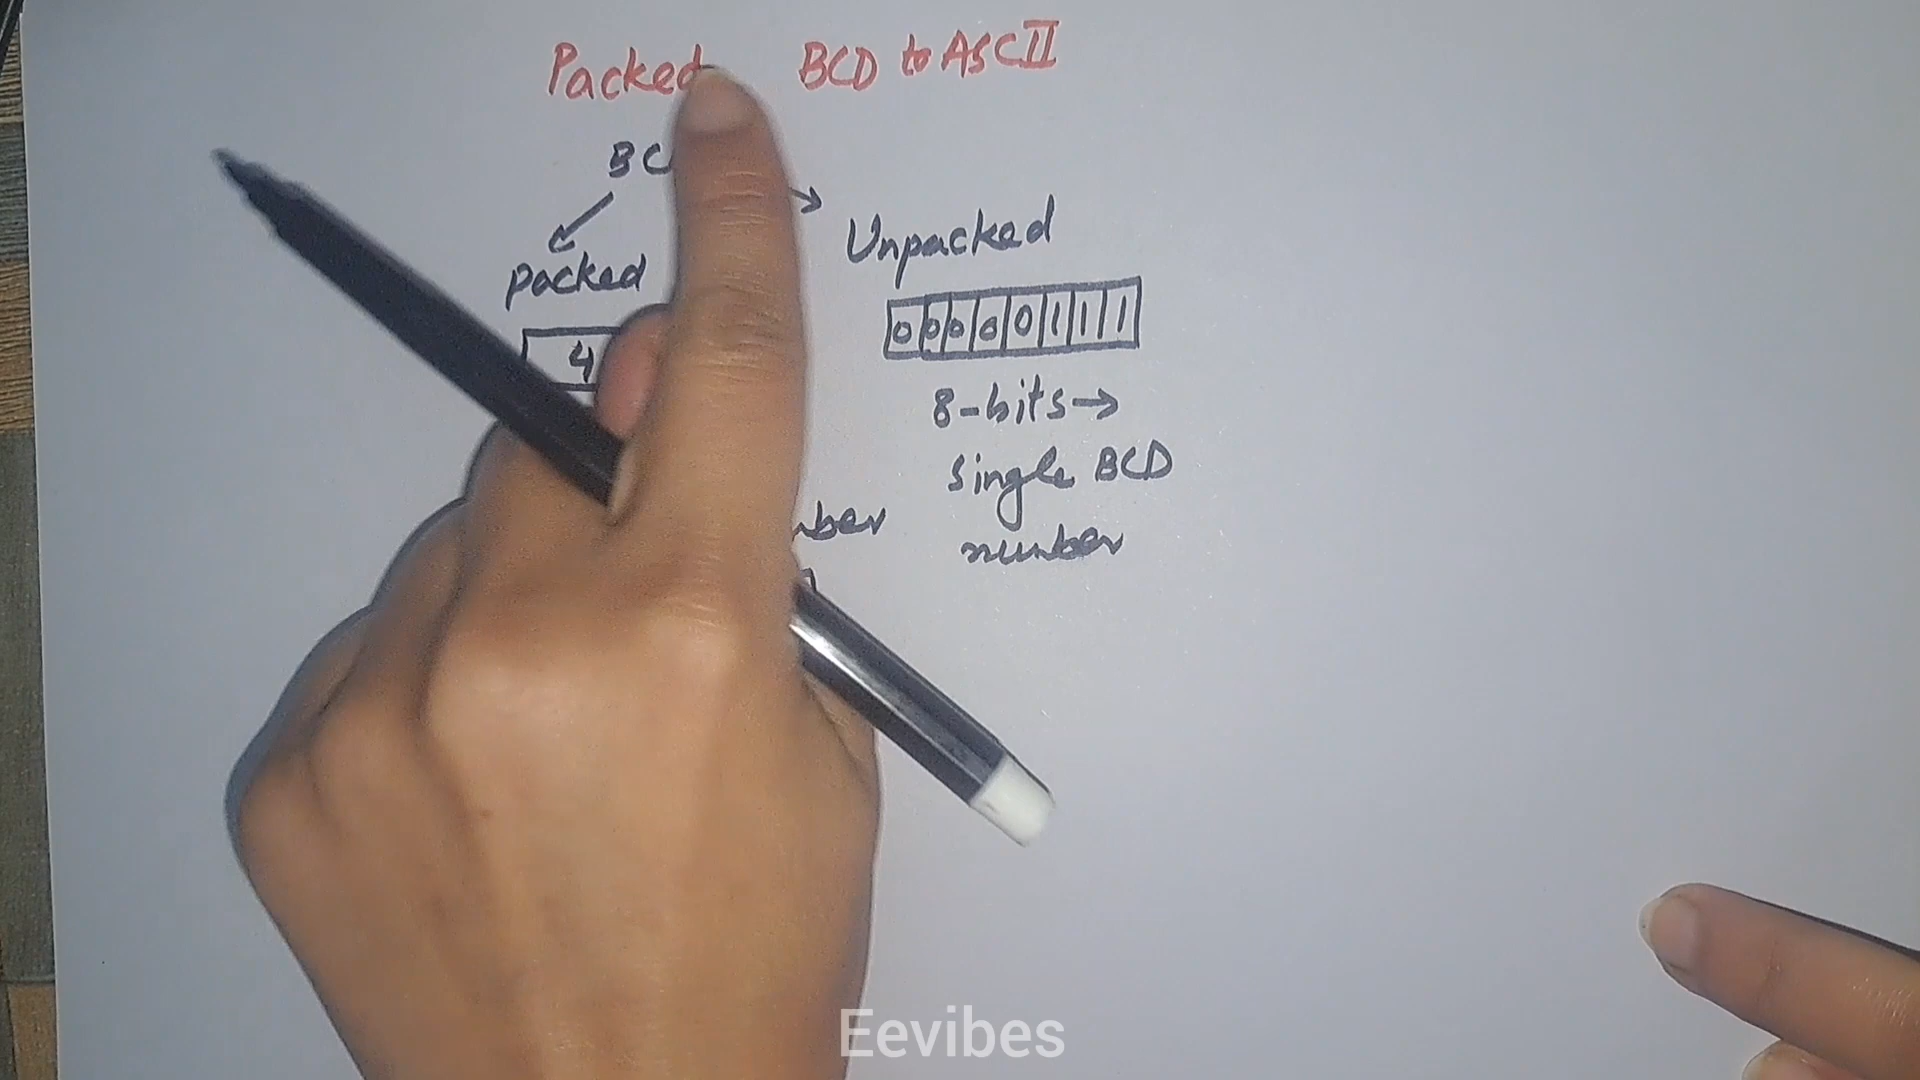 Packed BCD to ASCII
BC
packed
Unpacked
4
0 0 0 0 0 1 1 1
8-bits→
single BCD
number
Eevibes